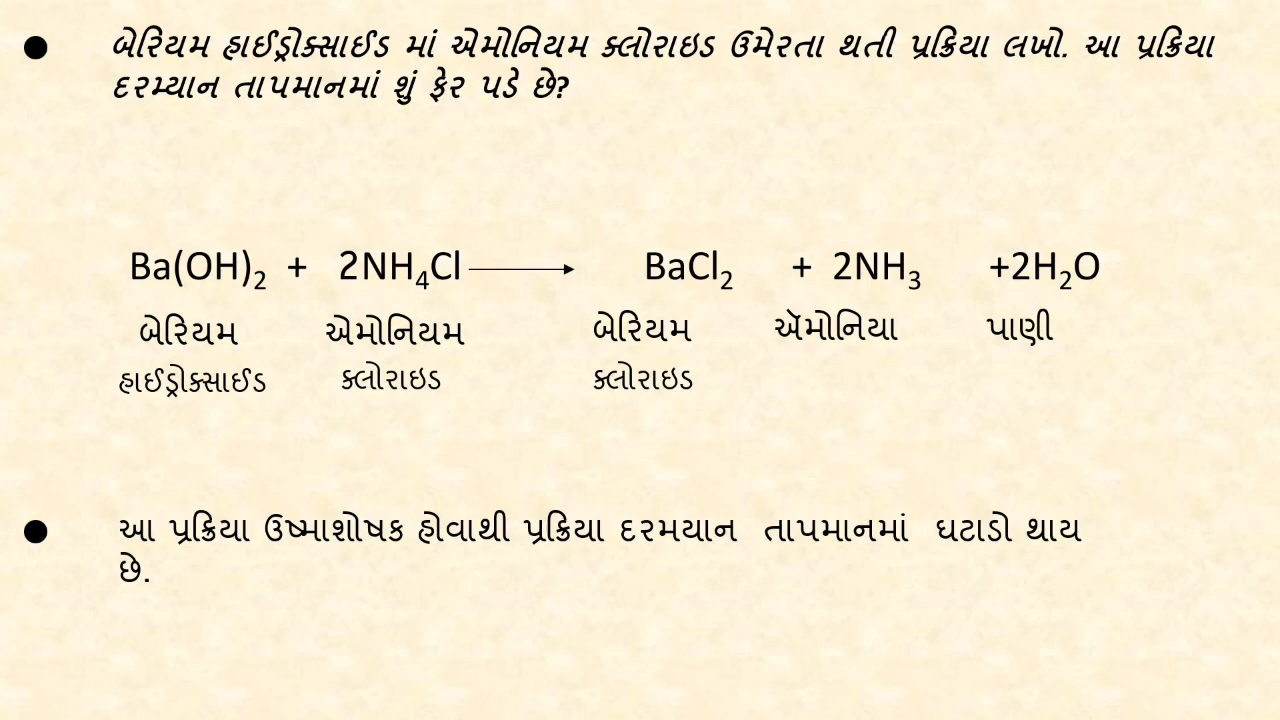 ● બેરિયમ હાઈડ્રોક્સાઈડ માં એમોનિયમ ક્લોરાઇડ ઉમેરતા થતી પ્રક્રિયા લખો. આ પ્રક્રિયા
દરમ્યાન તાપમાનમાં શું ફેર પડે છે?
Ba(OH)₂ + 2NH₄Cl ⟶ BaCl₂ + 2NH₃ +2H₂O
બેરિયમ એમોનિયમ બેરિયમ ઍમોનિયા પાણી
હાઈડ્રોક્સાઈડ ક્લોરાઇડ ક્લોરાઇડ
● આ પ્રક્રિયા ઉષ્માશોષક હોવાથી પ્રક્રિયા દરમયાન તાપમાનમાં ઘટાડો થાય
છે.